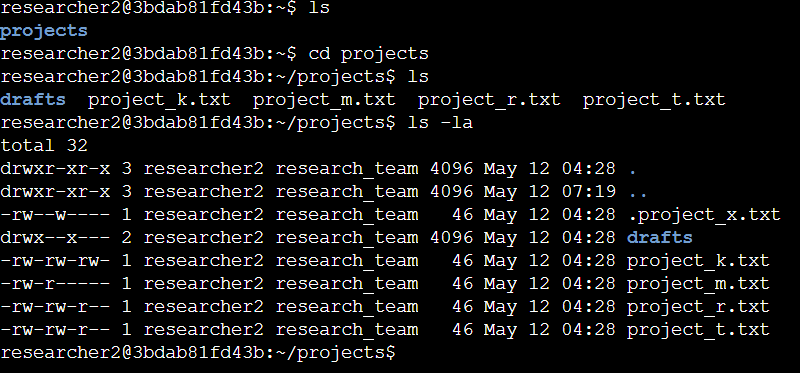 researcher2@3bdab81fd43b:~$ ls
projects
researcher2@3bdab81fd43b:~$ cd projects
researcher2@3bdab81fd43b:~/projects$ ls
drafts  project_k.txt  project_m.txt  project_r.txt  project_t.txt
researcher2@3bdab81fd43b:~/projects$ ls -la
total 32
drwxr-xr-x 3 researcher2 research_team 4096 May 12 04:28 .
drwxr-xr-x 3 researcher2 research_team 4096 May 12 07:19 ..
-rw--w---- 1 researcher2 research_team   46 May 12 04:28 .project_x.txt
drwx--x--- 2 researcher2 research_team 4096 May 12 04:28 drafts
-rw-rw-rw- 1 researcher2 research_team   46 May 12 04:28 project_k.txt
-rw-r----- 1 researcher2 research_team   46 May 12 04:28 project_m.txt
-rw-rw-r-- 1 researcher2 research_team   46 May 12 04:28 project_r.txt
-rw-rw-r-- 1 researcher2 research_team   46 May 12 04:28 project_t.txt
researcher2@3bdab81fd43b:~/projects$